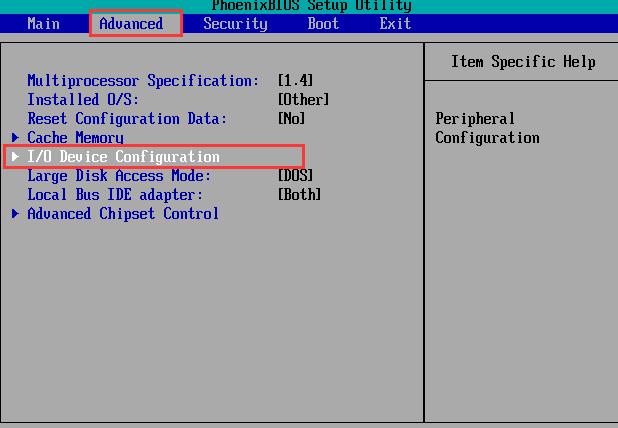 PhoenixBIOS Setup Utility
Main Advanced Security Boot Exit
Item Specific Help
Multiprocessor Specification: [1.4]
Installed O/S: [Other]
Reset Configuration Data: [No]
Cache Memory
I/O Device Configuration
Large Disk Access Mode: [DOS]
Local Bus IDE adapter: [Both]
Advanced Chipset Control
Peripheral
Configuration